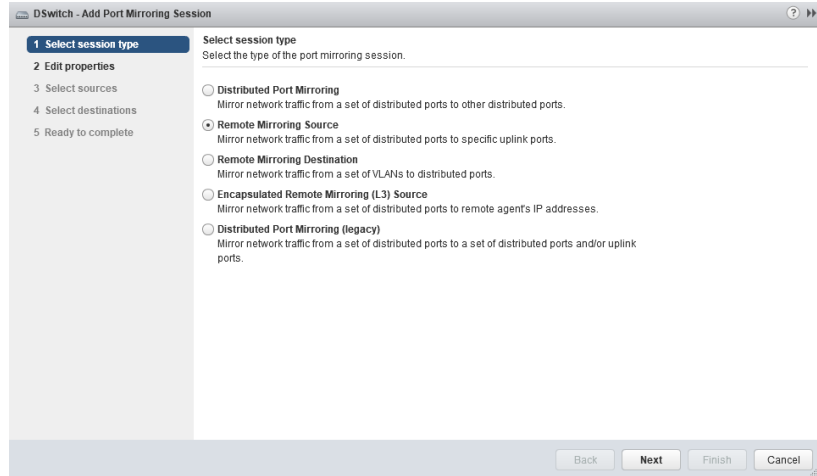 DSwitch - Add Port Mirroring Session
?
1 Select session type
2 Edit properties
3 Select sources
4 Select destinations
5 Ready to complete
Select session type
Select the type of the port mirroring session.
Distributed Port Mirroring
Mirror network traffic from a set of distributed ports to other distributed ports.
Remote Mirroring Source
Mirror network traffic from a set of distributed ports to specific uplink ports.
Remote Mirroring Destination
Mirror network traffic from a set of VLANs to distributed ports.
Encapsulated Remote Mirroring (L3) Source
Mirror network traffic from a set of distributed ports to remote agent's IP addresses.
Distributed Port Mirroring (legacy)
Mirror network traffic from a set of distributed ports to a set of distributed ports and/or uplink
ports.
Back
Next
Finish
Cancel